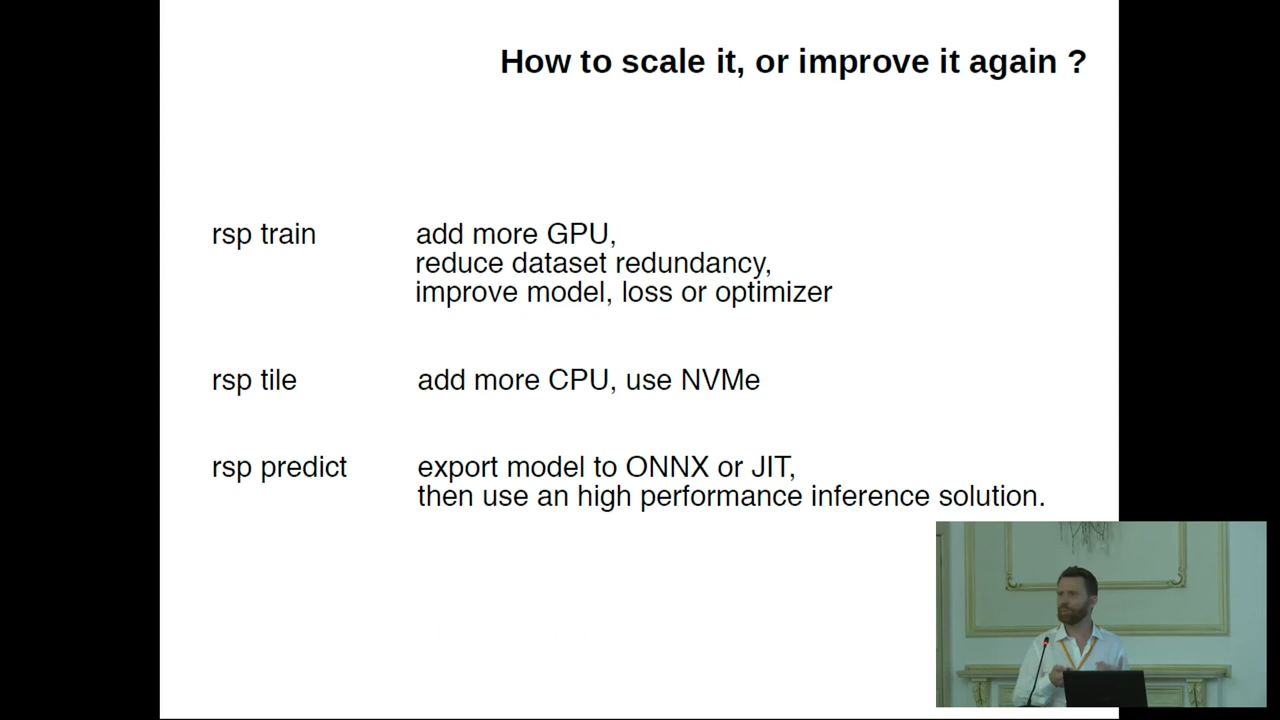 How to scale it, or improve it again ?
rsp train add more GPU,
reduce dataset redundancy,
improve model, loss or optimizer
rsp tile add more CPU, use NVMe
rsp predict export model to ONNX or JIT,
then use an high performance inference solution.